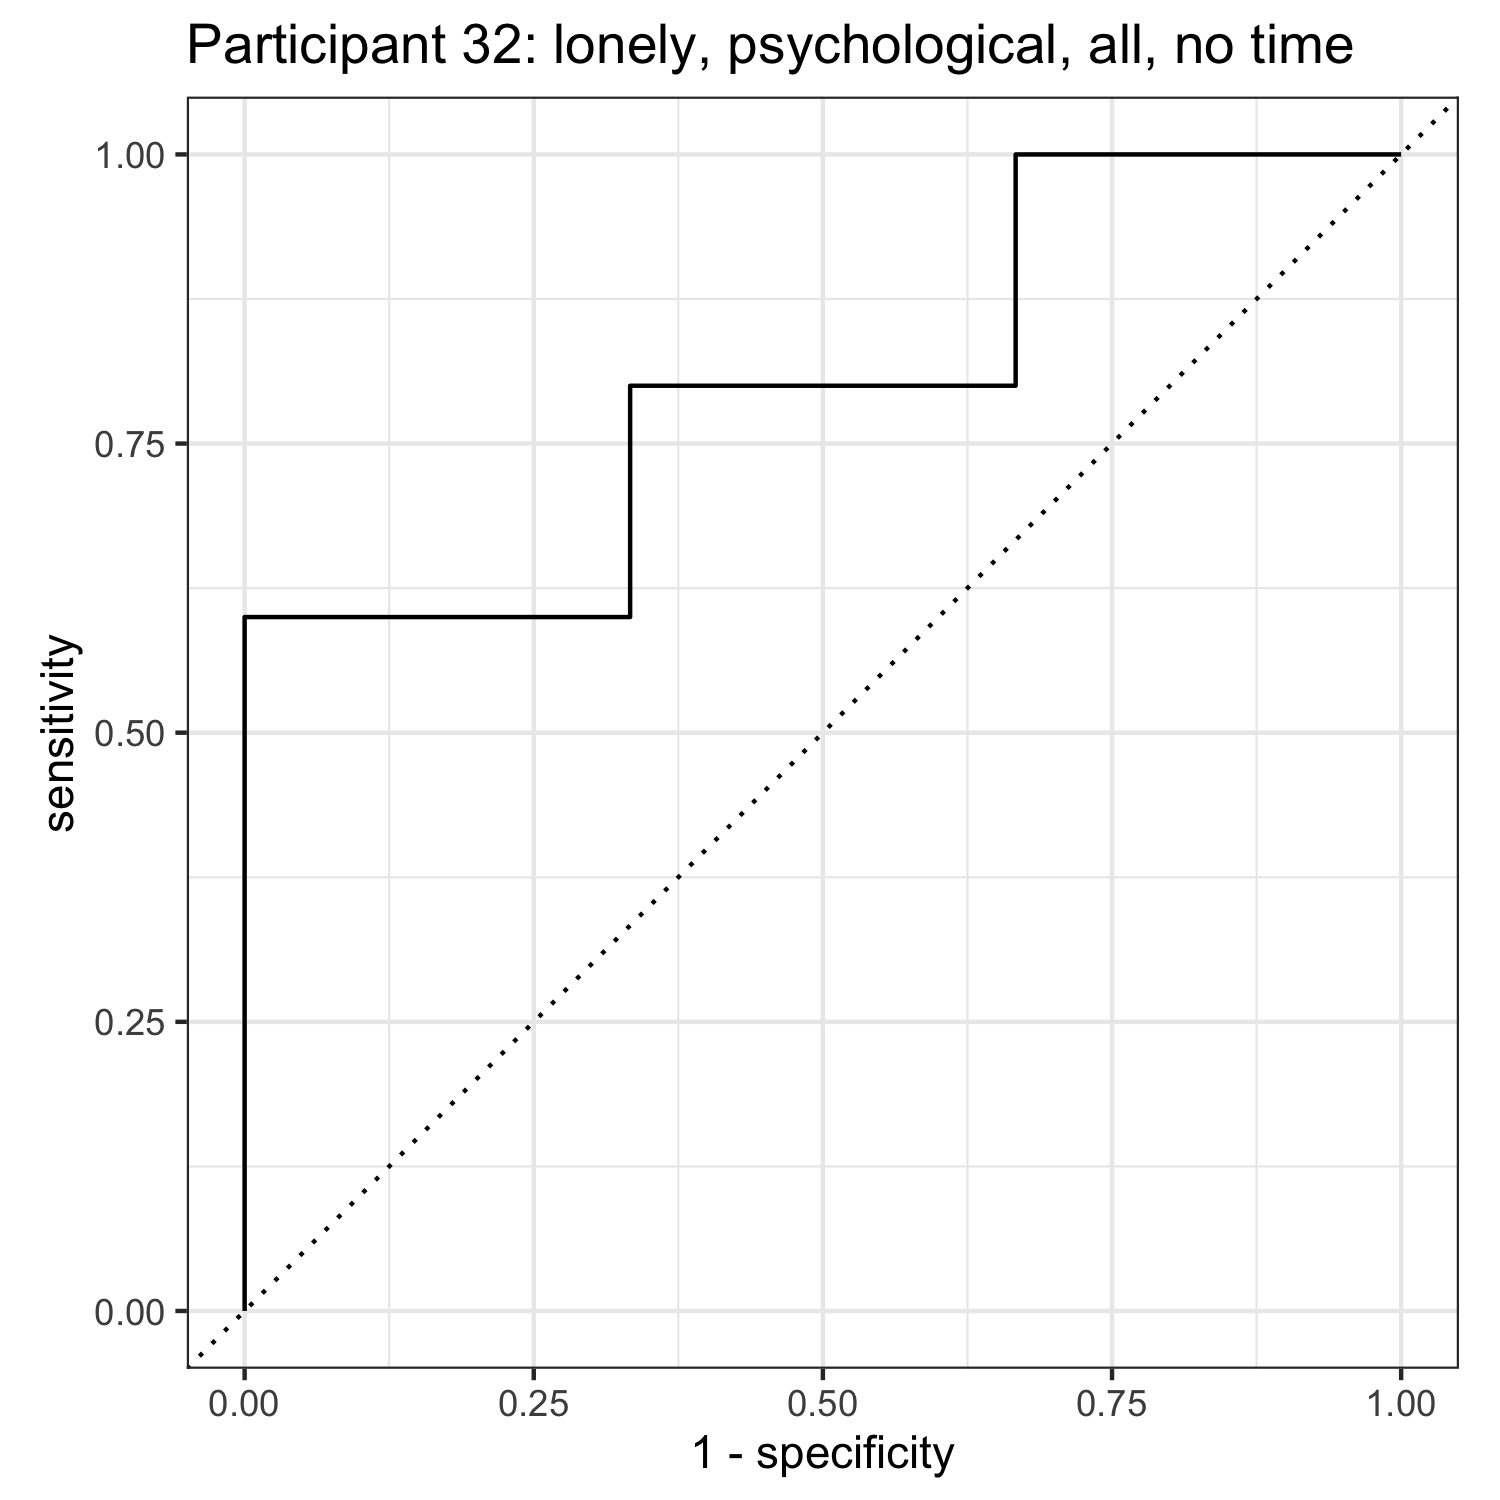 Participant 32: lonely, psychological, all, no time
1.00
0.75
0.50
0.25
0.00
sensitivity
0.00 0.25 0.50 0.75 1.00
1 - specificity